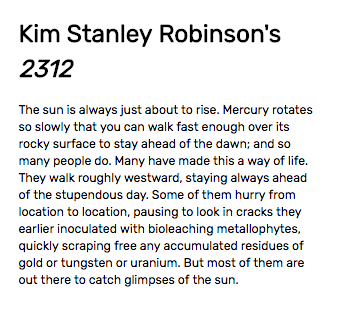 Kim Stanley Robinson's
2312
The sun is always just about to rise. Mercury rotates
so slowly that you can walk fast enough over its
rocky surface to stay ahead of the dawn; and so
many people do. Many have made this a way of life.
They walk roughly westward, staying always ahead
of the stupendous day. Some of them hurry from
location to location, pausing to look in cracks they
earlier inoculated with bioleaching metallophytes,
quickly scraping free any accumulated residues of
gold or tungsten or uranium. But most of them are
out there to catch glimpses of the sun.